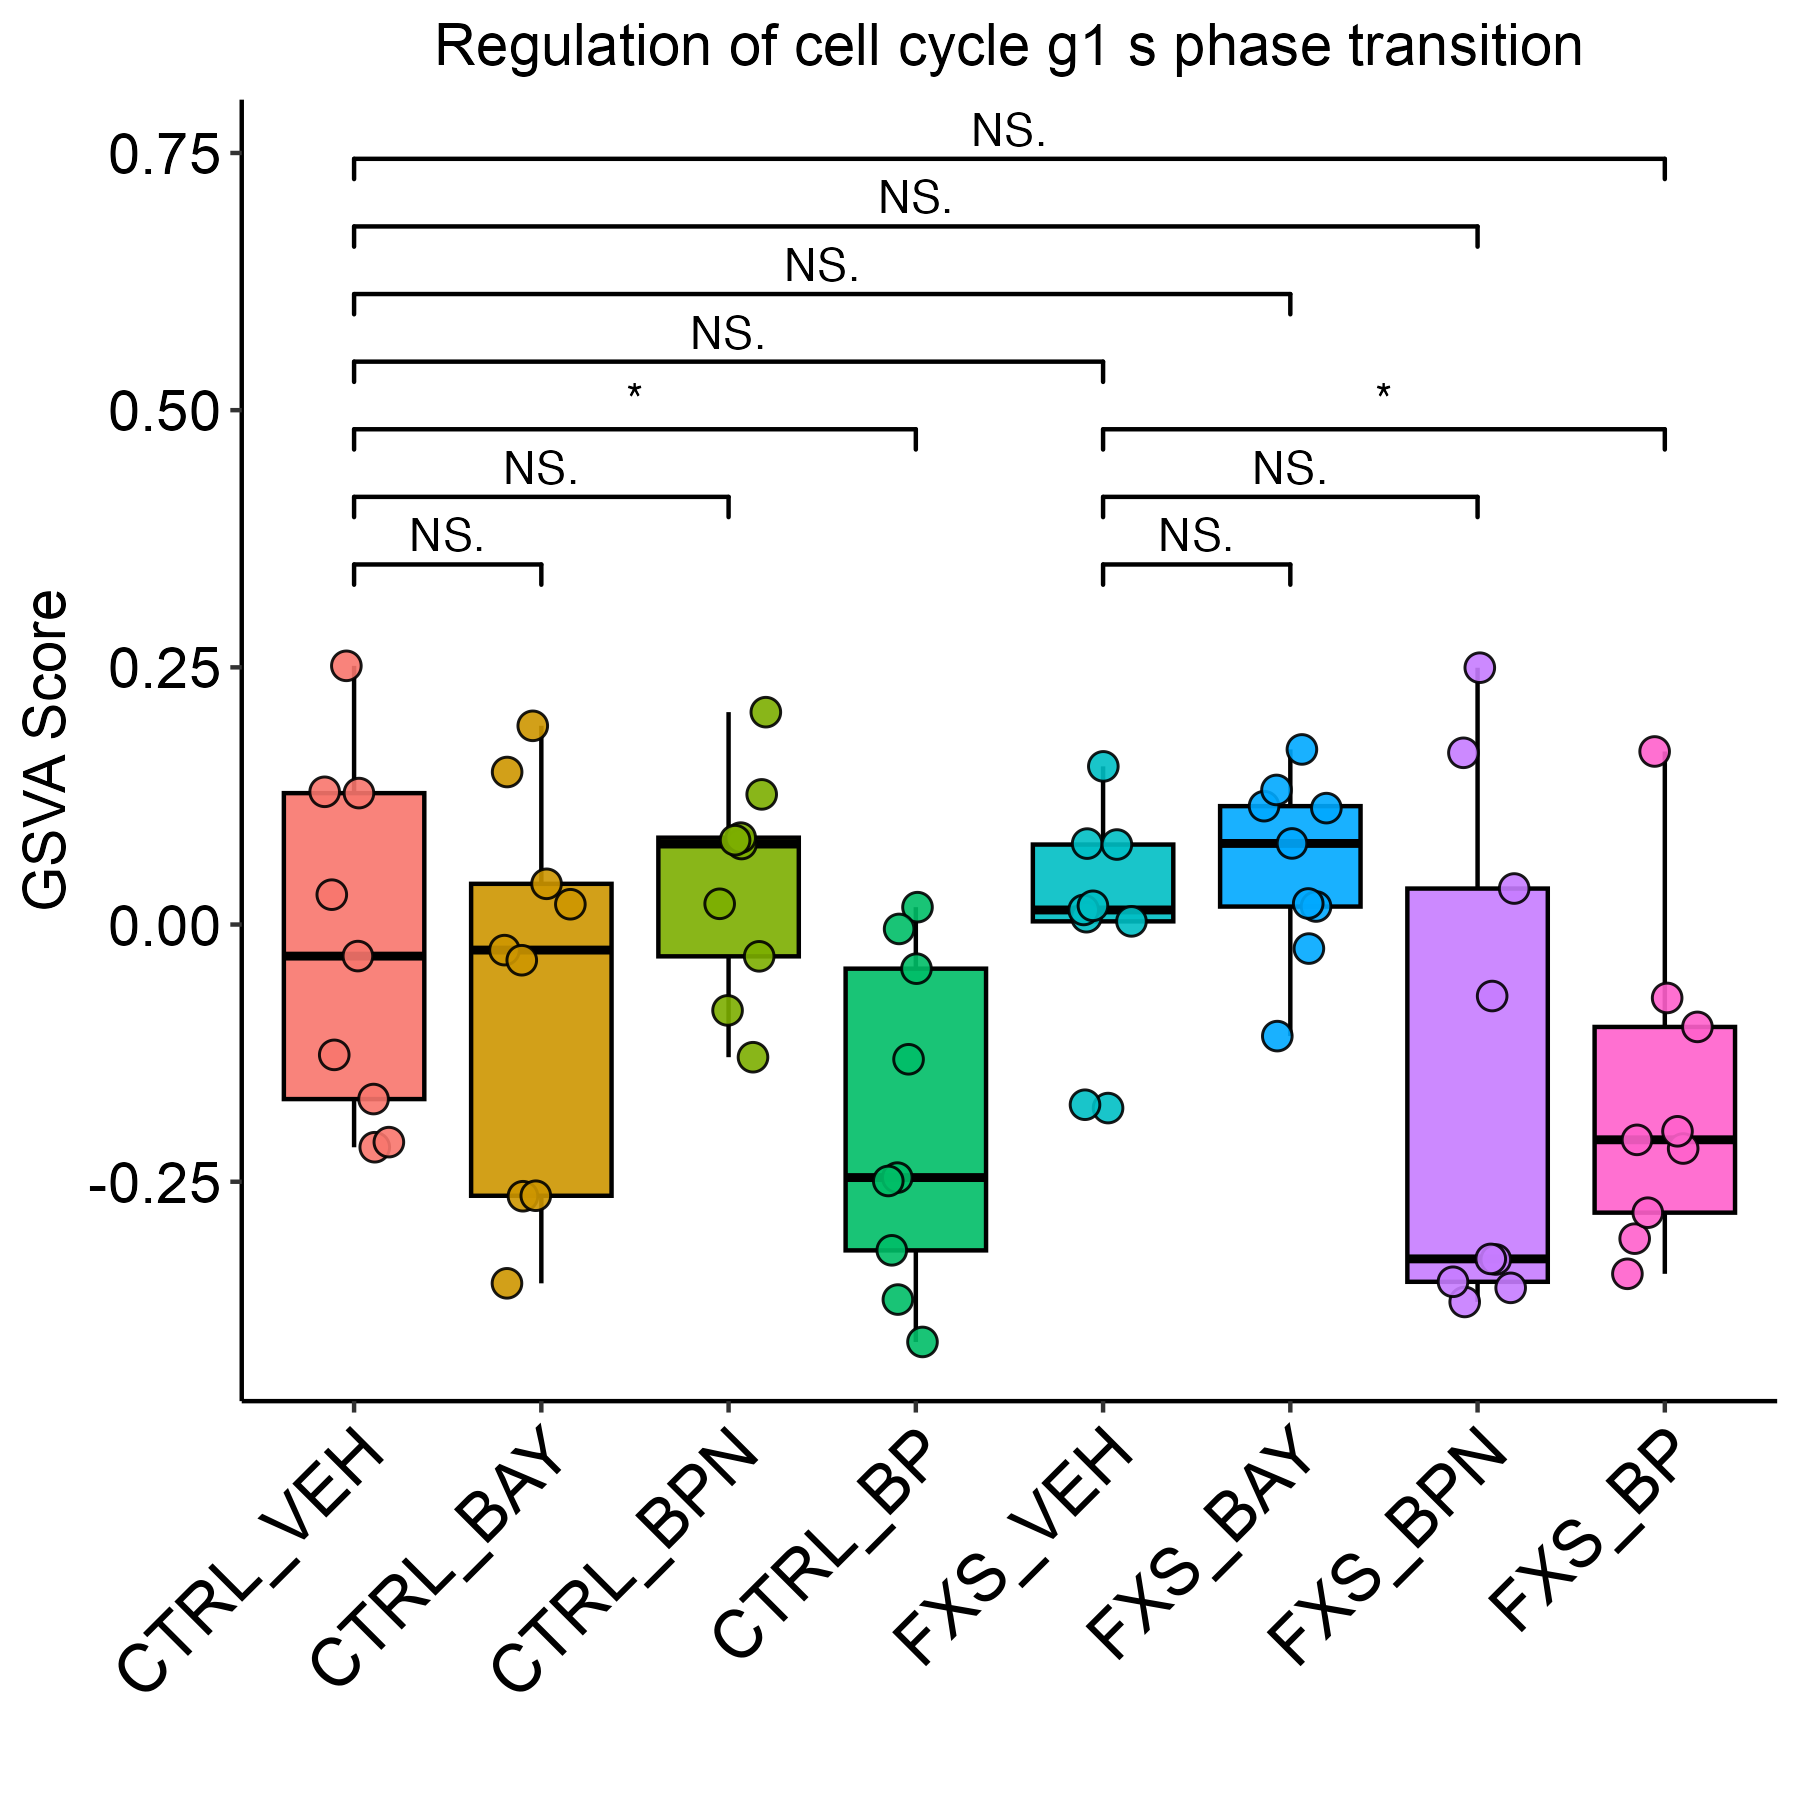 Regulation of cell cycle g1 s phase transition
GSVA Score
0.75
0.50
0.25
0.00
-0.25
NS.
NS.
NS.
NS.
*
*
NS.
NS.
NS.
NS.
CTRL_VEH
CTRL_BAY
CTRL_BPN
CTRL_BP
FXS_VEH
FXS_BAY
FXS_BPN
FXS_BP